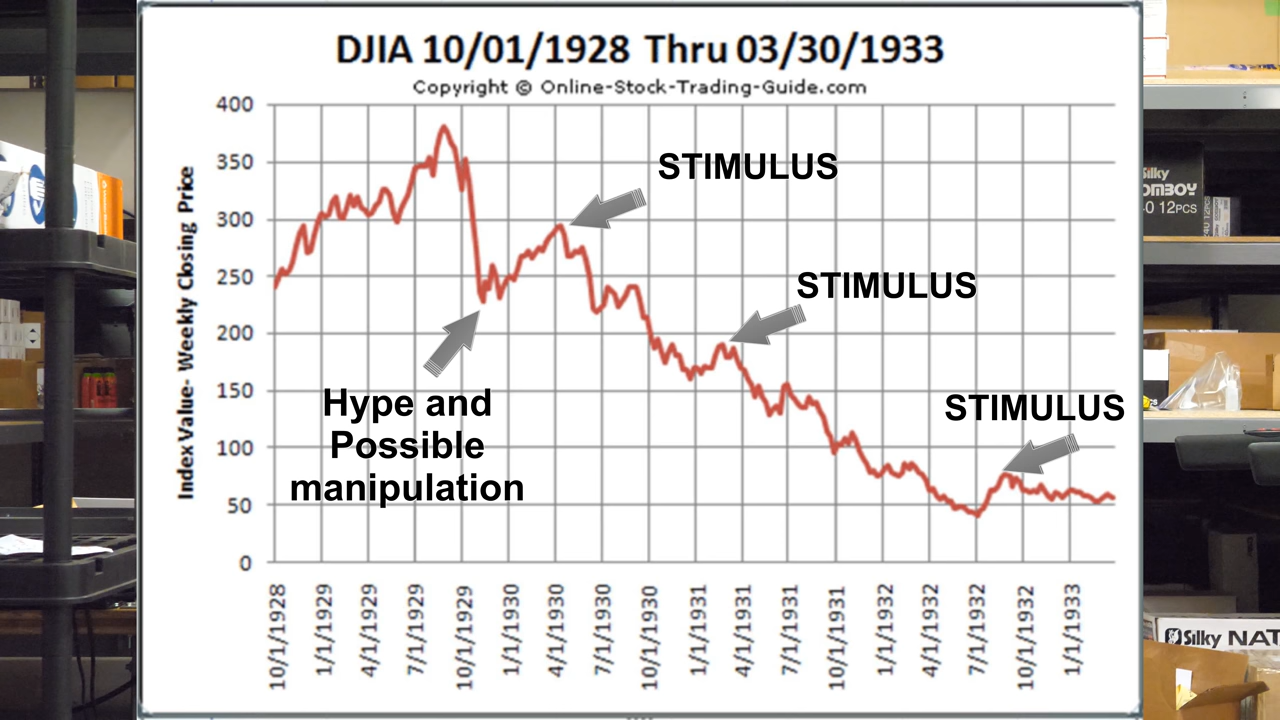 DJIA 10/01/1928 Thru 03/30/1933
Copyright © Online-Stock-Trading-Guide.com
Index Value- Weekly Closing Price
400
350
300
250
200
150
100
50
0
STIMULUS
STIMULUS
STIMULUS
Hype and
Possible
manipulation
10/1/1928
1/1/1929
4/1/1929
7/1/1929
10/1/1929
1/1/1930
4/1/1930
7/1/1930
10/1/1930
1/1/1931
4/1/1931
7/1/1931
10/1/1931
1/1/1932
4/1/1932
7/1/1932
10/1/1932
1/1/1933
Silky
OMBOY
0 12PCS
Silky NAT